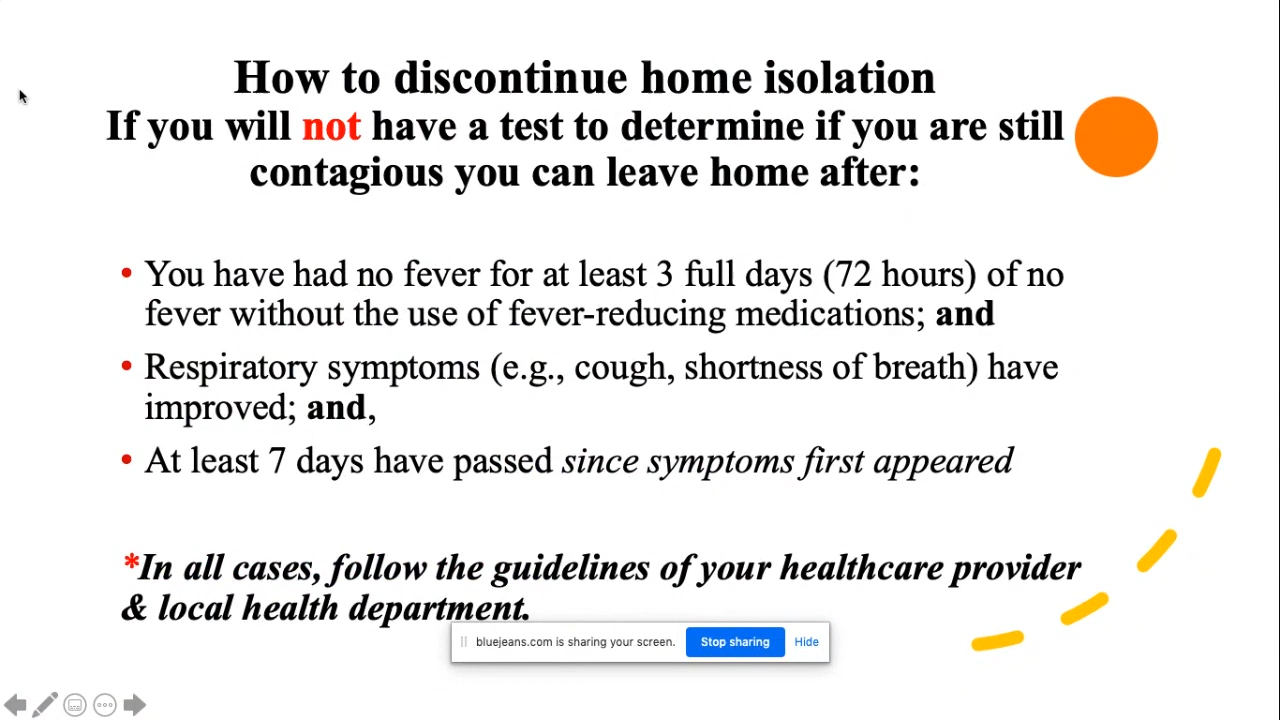 How to discontinue home isolation
If you will not have a test to determine if you are still
contagious you can leave home after:
• You have had no fever for at least 3 full days (72 hours) of no
fever without the use of fever-reducing medications; and
• Respiratory symptoms (e.g., cough, shortness of breath) have
improved; and,
• At least 7 days have passed since symptoms first appeared
*In all cases, follow the guidelines of your healthcare provider
& local health department.
bluejeans.com is sharing your screen. Stop sharing Hide